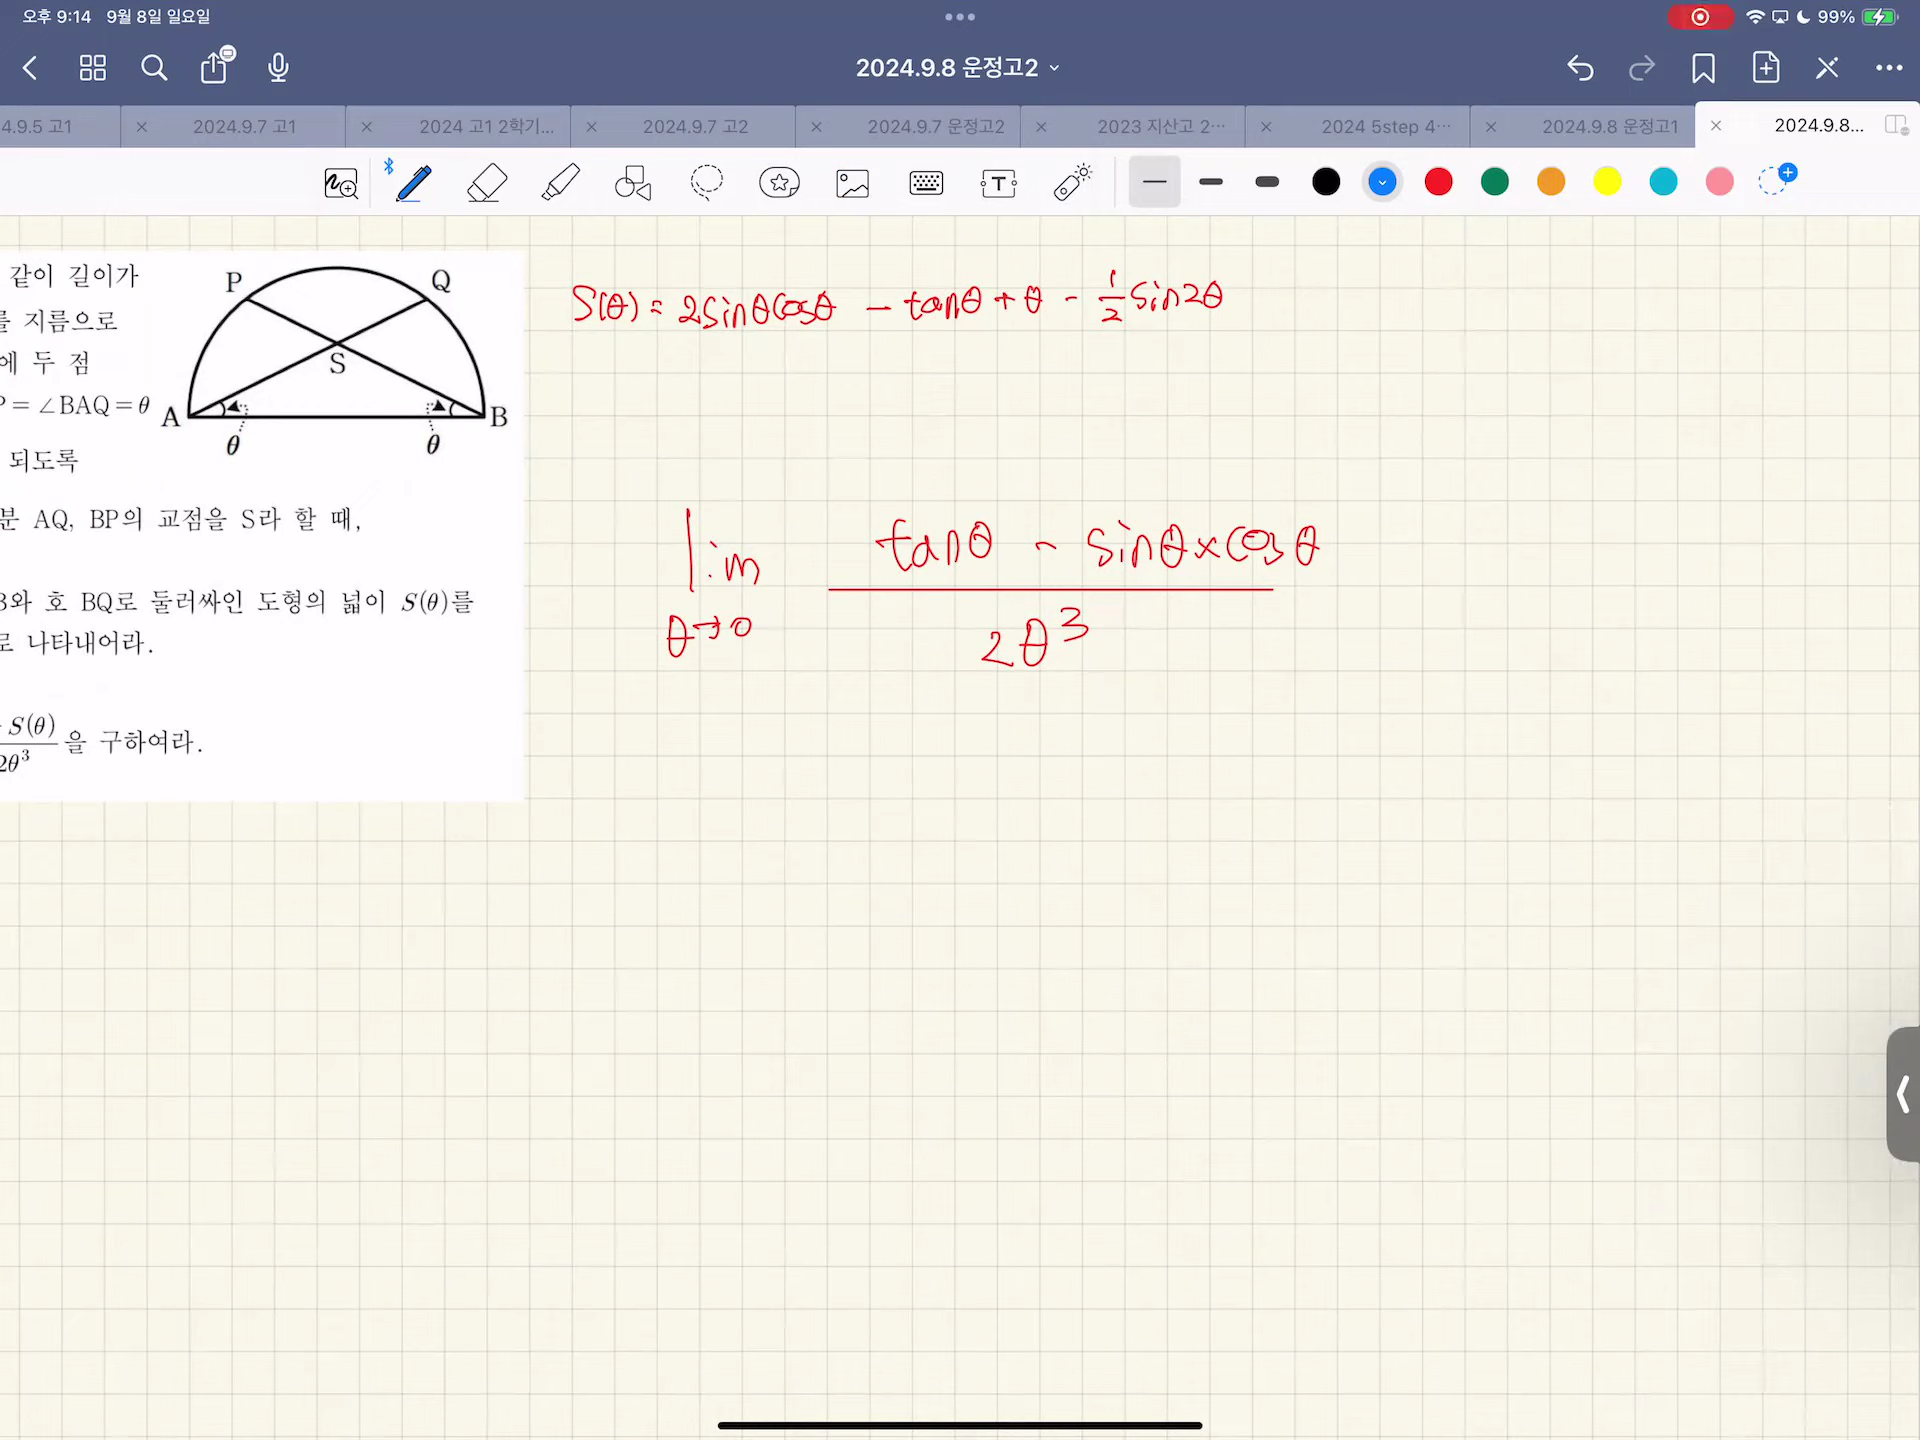 오후 9:14 9월 8일 일요일
99%
2024.9.8 운정고2
4.9.5 고1
2024.9.7 고1
2024 고1 2학기...
2024.9.7 고2
2024.9.7 운정고2
2023 지산고 2...
2024 5step 4...
2024.9.8 운정고1
2024.9.8...
같이 길이가
를 지름으로
에 두 점
P = ∠BAQ = θ
되도록
분 AQ, BP의 교점을 S라 할 때,
B와 호 BQ로 둘러싸인 도형의 넓이 S(θ)를
로 나타내어라.
- S(θ)
2θ³
을 구하여라.
P Q
S
A B
θ θ
S(θ) = 2sinθcosθ - tanθ + θ - 1/2 sin2θ
lim tanθ - sinθ × cosθ
θ→0 2θ³